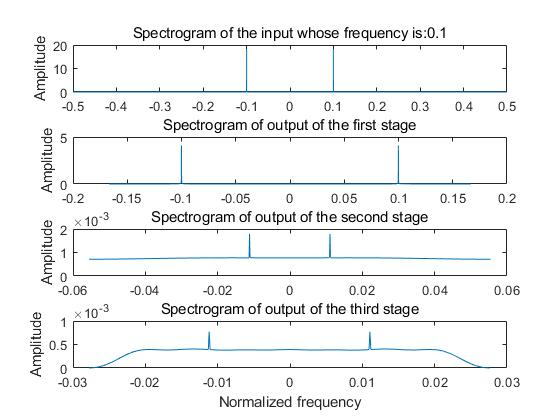 Spectrogram of the input whose frequency is:0.1
Amplitude
20
10
0
-0.5 -0.4 -0.3 -0.2 -0.1 0 0.1 0.2 0.3 0.4 0.5
Spectrogram of output of the first stage
Amplitude
5
0
-0.2 -0.15 -0.1 -0.05 0 0.05 0.1 0.15 0.2
Spectrogram of output of the second stage
×10⁻³
Amplitude
2
1
0
-0.06 -0.04 -0.02 0 0.02 0.04 0.06
Spectrogram of output of the third stage
×10⁻³
Amplitude
1
0.5
0
-0.03 -0.02 -0.01 0 0.01 0.02 0.03
Normalized frequency